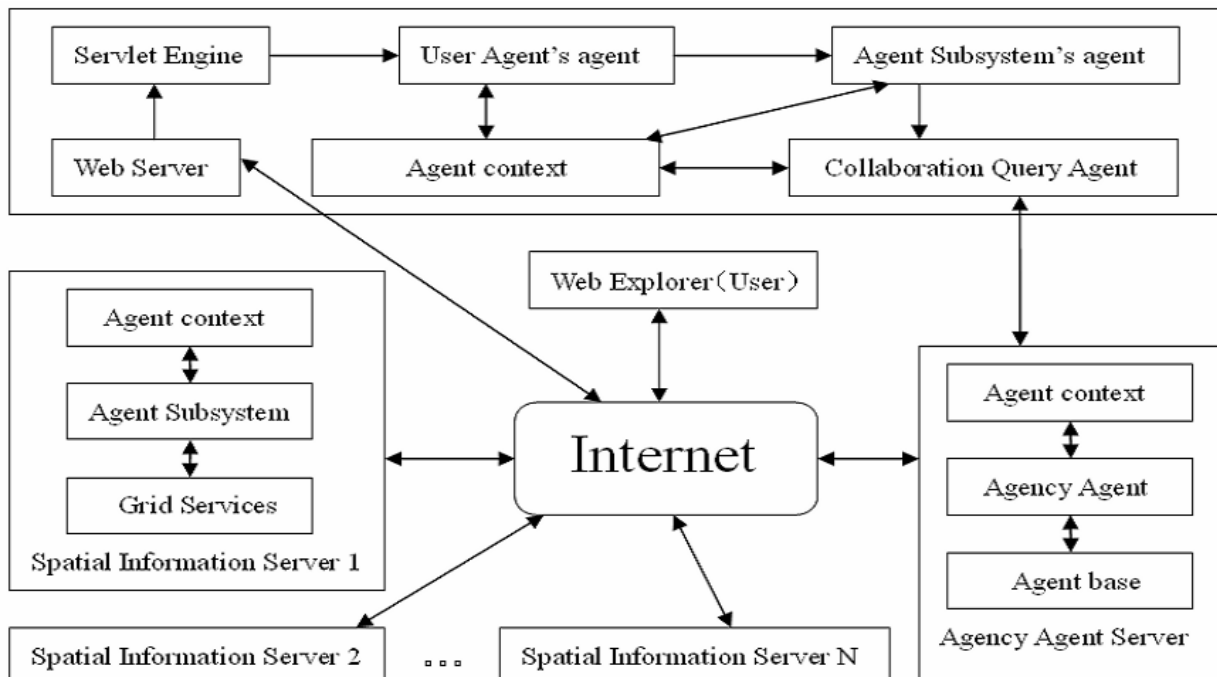 Servlet Engine
User Agent's agent
Agent Subsystem's agent
Web Server
Agent context
Collaboration Query Agent
Web Explorer（User）
Agent context
Agent Subsystem
Grid Services
Spatial Information Server 1
Internet
Agent context
Agency Agent
Agent base
Agency Agent Server
Spatial Information Server 2
...
Spatial Information Server N